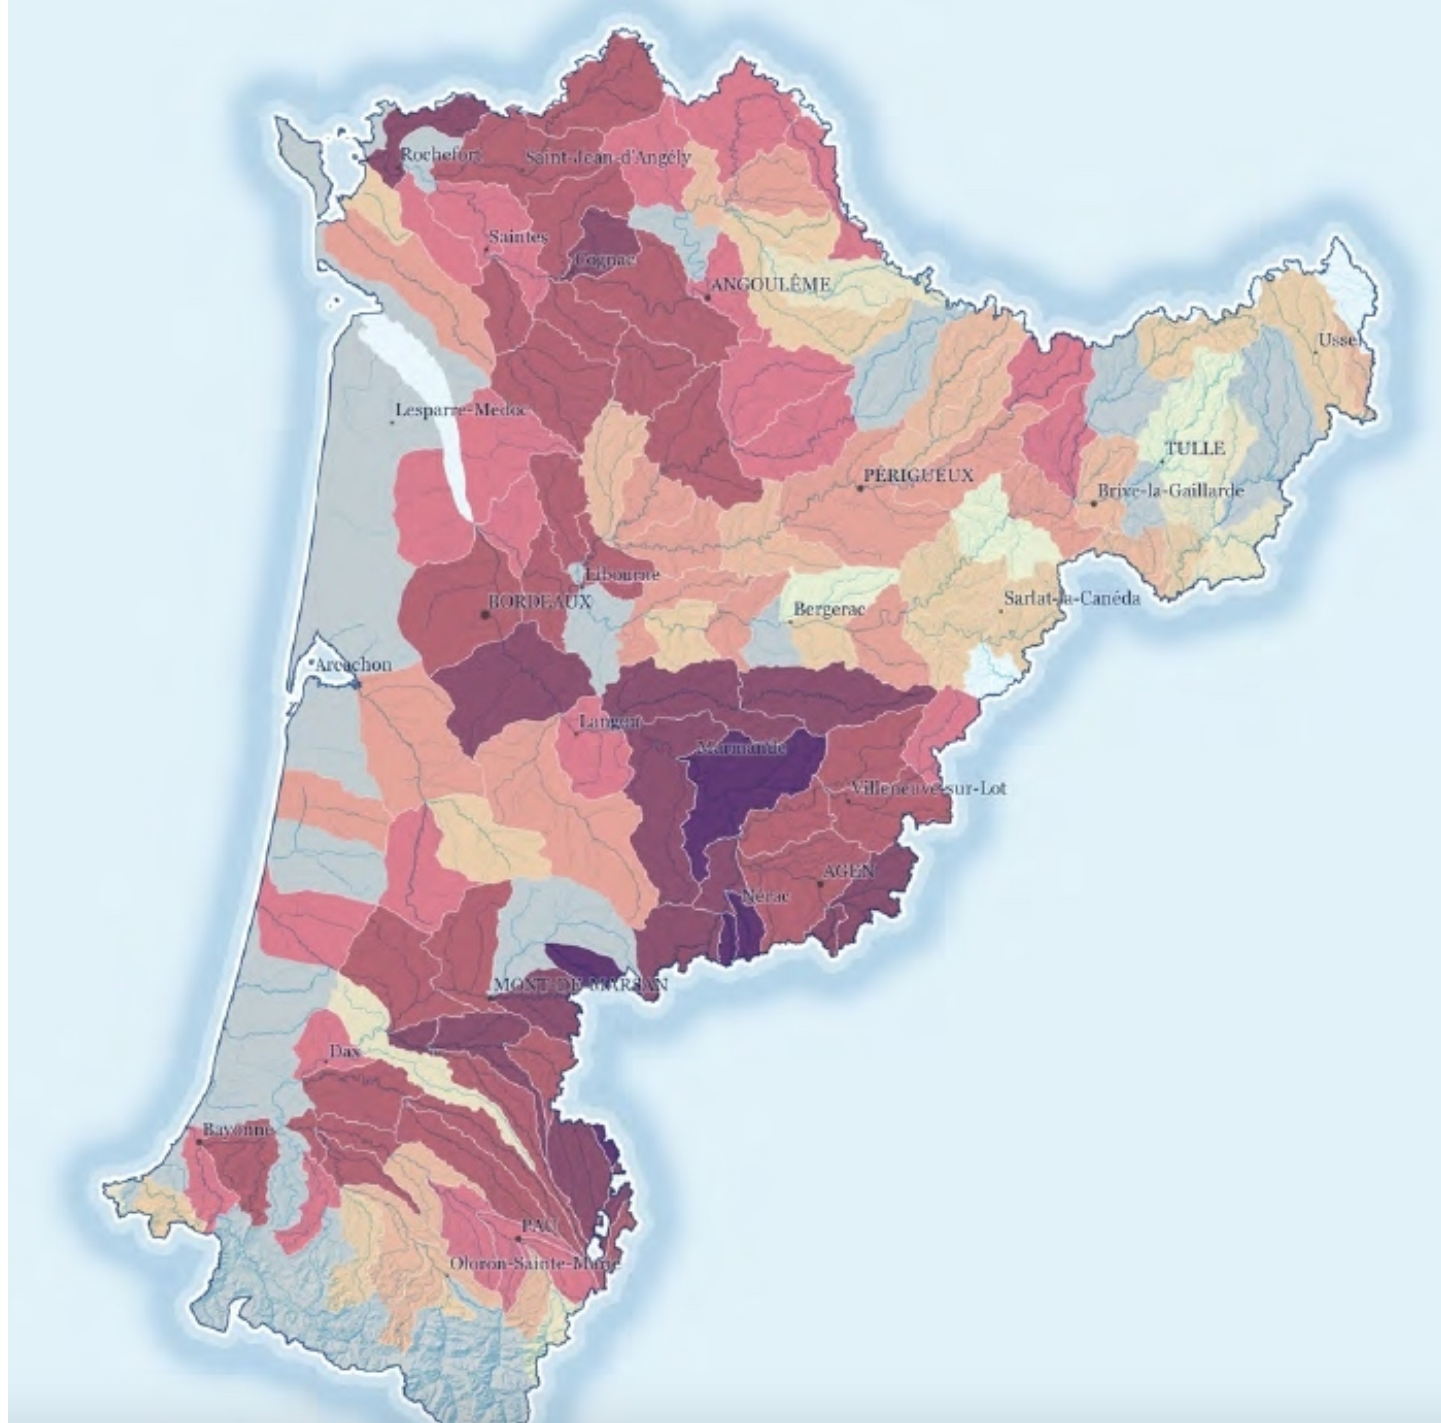 Rochefort
Saint-Jean-d'Angély
Saintes
Cognac
ANGOULÊME
Ussel
Lesparre-Médoc
TULLE
PÉRIGUEUX
Brive-la-Gaillarde
Libourne
BORDEAUX
Bergerac
Sarlat-la-Canéda
Arcachon
Langon
Marmande
Villeneuve-sur-Lot
AGEN
Nérac
MONT-DE-MARSAN
Dax
Bayonne
PAU
Oloron-Sainte-Marie